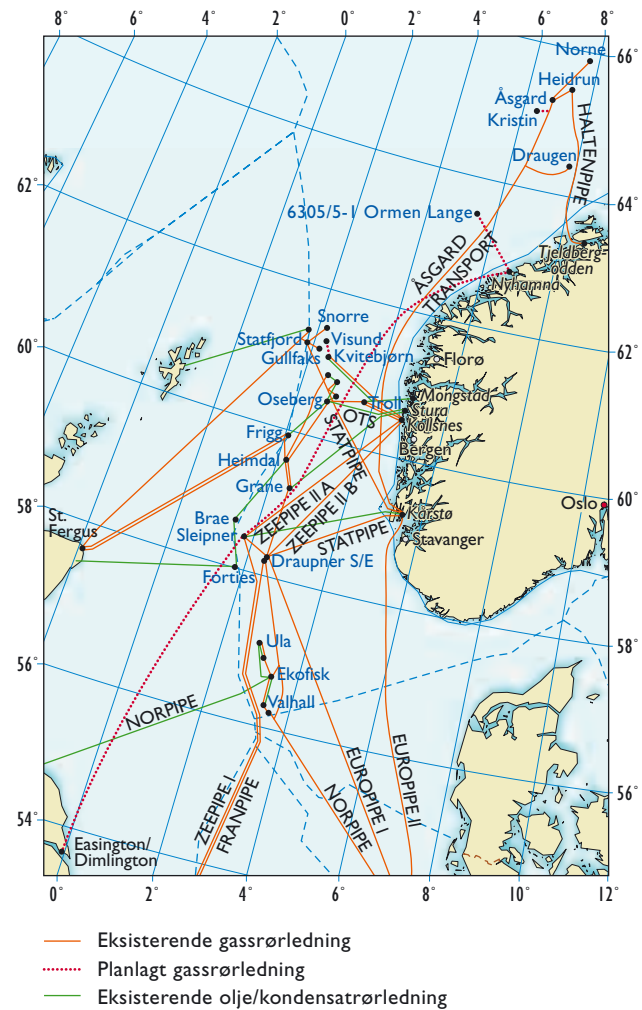 8°
6°
4°
2°
0°
2°
4°
6°
8°
66°
Norne
Heidrun
Åsgard
Kristin
HALTENPIPE
Draugen
62°
64°
6305/5-1 Ormen Lange
ÅSGARD
TRANSPORT
Tjeldberg-
odden
Nyhamna
Snorre
Statfjord
Visund
Gullfaks
Kvitebjørn
Florø
62°
60°
Oseberg
Troll
Mongstad
Stura
OTS
Kollsnes
Frigg
STATPIPE
Bergen
Heimdal
Grane
ZEEPIPE II A
ZEEPIPE II B
60°
58°
Oslo
St.
Fergus
Brae
Sleipner
Kårstø
STATPIPE
Stavanger
Draupner S/E
Forties
Ula
58°
56°
Ekofisk
Valhall
NORPIPE
EUROPIPE I
EUROPIPE II
56°
ZEEPIPE I
FRANPIPE
NORPIPE
54°
Easington/
Dimlington
0°
2°
4°
6°
8°
10°
12°
Eksisterende gassrørledning
Planlagt gassrørledning
Eksisterende olje/kondensatrørledning